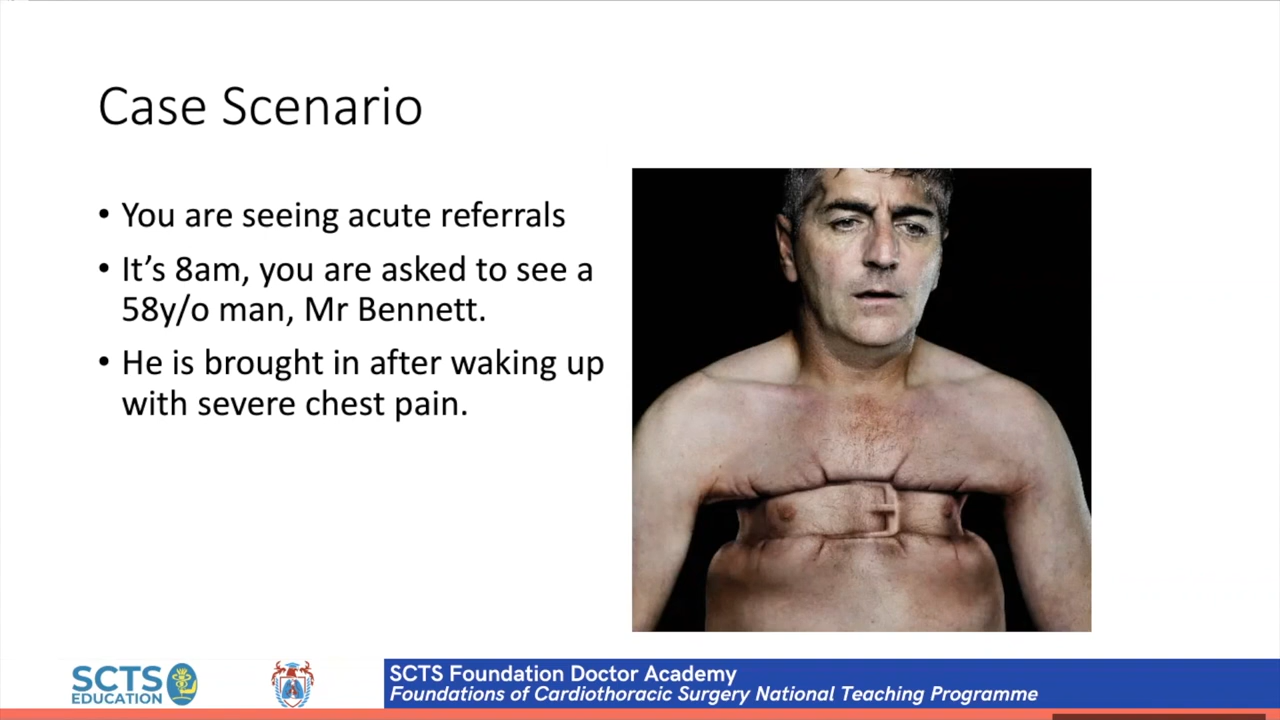 Case Scenario
• You are seeing acute referrals
• It’s 8am, you are asked to see a
58y/o man, Mr Bennett.
• He is brought in after waking up
with severe chest pain.
SCTS
EDUCATION
SCTS Foundation Doctor Academy
Foundations of Cardiothoracic Surgery National Teaching Programme